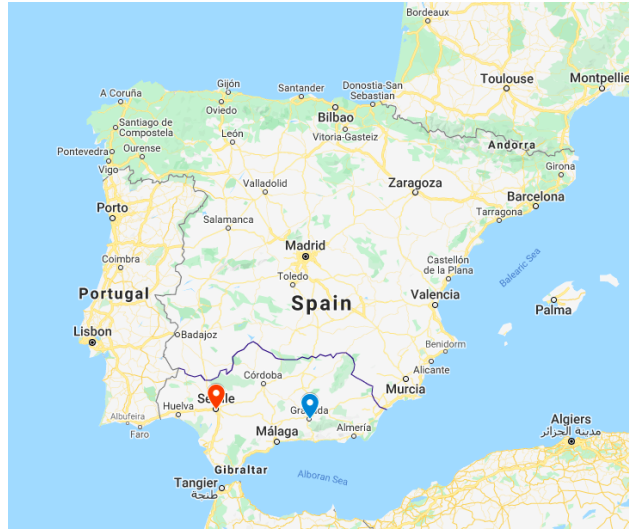 Bordeaux
Toulouse
Montpellie
Gijón
Santander
Donostia-San
Sebastian
A Coruña
Oviedo
Bilbao
Santiago de
Compostela
León
Vitoria-Gasteiz
Andorra
Pontevedra
Ourense
Vigo
Girona
Valladolid
Zaragoza
Barcelona
Porto
Salamanca
Tarragona
Madrid
Coimbra
Castellón
de la Plana
Balearic Sea
Toledo
Portugal
Spain
Valencia
Palma
Lisbon
Badajoz
Benidorm
Alicante
Córdoba
Murcia
Huelva
Albufeira
Faro
Málaga
Almería
Algiers
مدينة الجزائر
Gibraltar
Alboran Sea
Tangier
طنجة